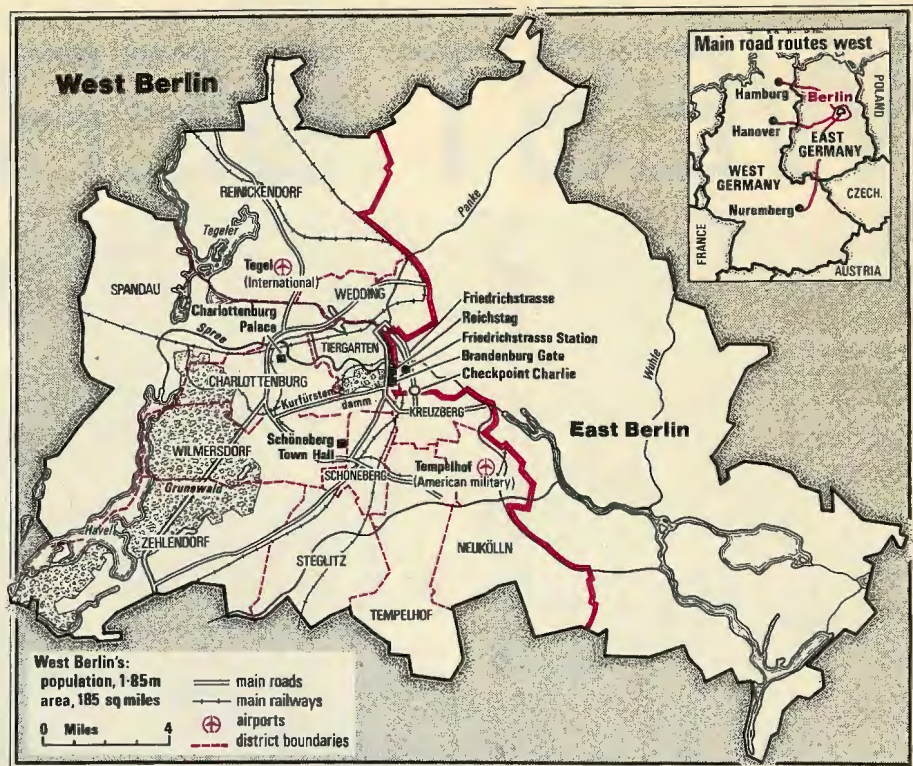 West Berlin
REINICKENDORF
Tegeler
Tegel
(International)
SPANDAU
Charlottenburg
Palace
WEDDING
Panke
Spree
TIERGARTEN
Friedrichstrasse
Reichstag
Friedrichstrasse Station
Brandenburg Gate
Checkpoint Charlie
CHARLOTTENBURG
Kurfürsten
damm
KREUZBERG
Wuhle
East Berlin
Schöneberg
Town Hall
WILMERSDORF
SCHÖNEBERG
Tempelhof
(American military)
Grunewald
Havel
ZEHLENDORF
STEGLITZ
NEUKÖLLN
TEMPELHOF
Main road routes west
Hamburg
Berlin
POLAND
Hanover
EAST
GERMANY
WEST
GERMANY
CZECH.
Nuremberg
FRANCE
AUSTRIA
West Berlin's:
population, 1·85m
area, 185 sq miles
0 Miles 4
main roads
main railways
airports
district boundaries